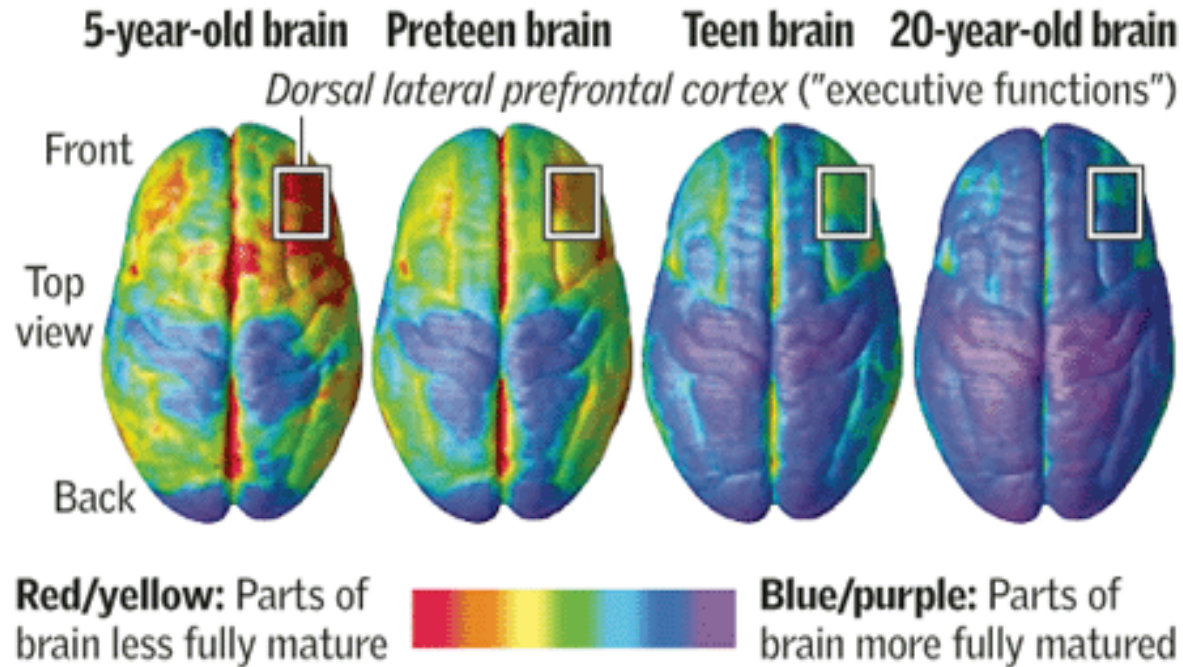 5-year-old brain Preteen brain Teen brain 20-year-old brain
Dorsal lateral prefrontal cortex ("executive functions")
Front
Top
view
Back
Red/yellow: Parts of
brain less fully mature
Blue/purple: Parts of
brain more fully matured